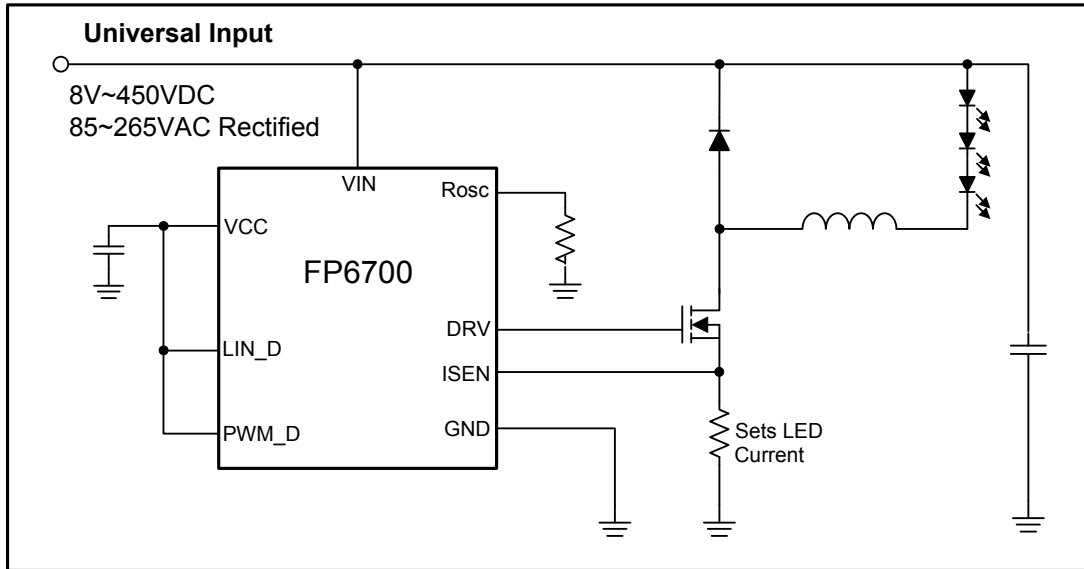 Universal Input
8V~450VDC
85~265VAC Rectified
VIN
Rosc
VCC
FP6700
DRV
LIN_D
ISEN
GND
PWM_D
Sets LED
Current